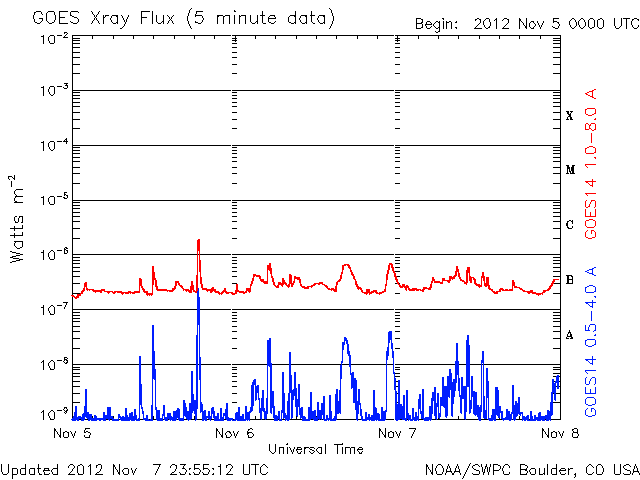 GOES Xray Flux (5 minute data)
Begin: 2012 Nov 5 0000 UTC
10⁻²
10⁻³
10⁻⁴
10⁻⁵
10⁻⁶
10⁻⁷
10⁻⁸
10⁻⁹
Watts m⁻²
X
M
C
B
A
GOES14 1.0–8.0 A
GOES14 0.5–4.0 A
Nov 5
Nov 6
Nov 7
Nov 8
Universal Time
Updated 2012 Nov 7 23:55:12 UTC
NOAA/SWPC Boulder, CO USA